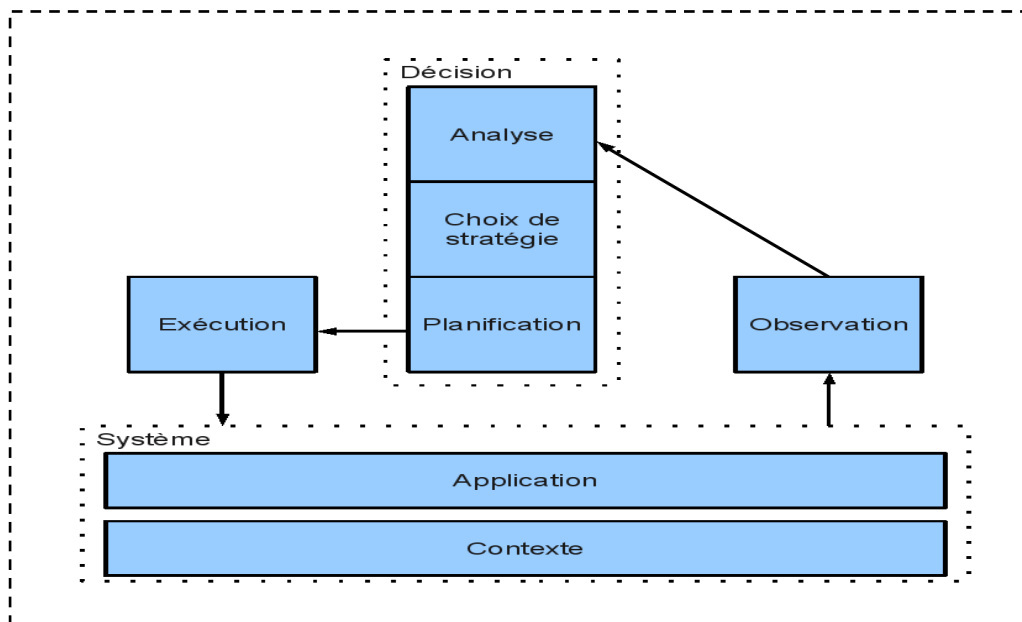 Décision
Analyse
Choix de
stratégie
Planification
Exécution
Observation
Système
Application
Contexte